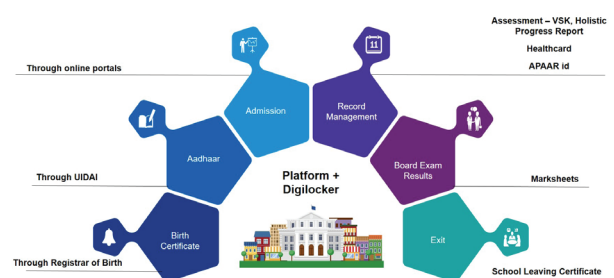 Assessment – VSK, Holistic
Progress Report
Healthcard
APAAR id
11
Through online portals
Admission
Record
Management
Aadhaar
Board Exam
Results
Platform +
Digilocker
Through UIDAI
Marksheets
Birth
Certificate
Exit
Through Registrar of Birth
School Leaving Certificate